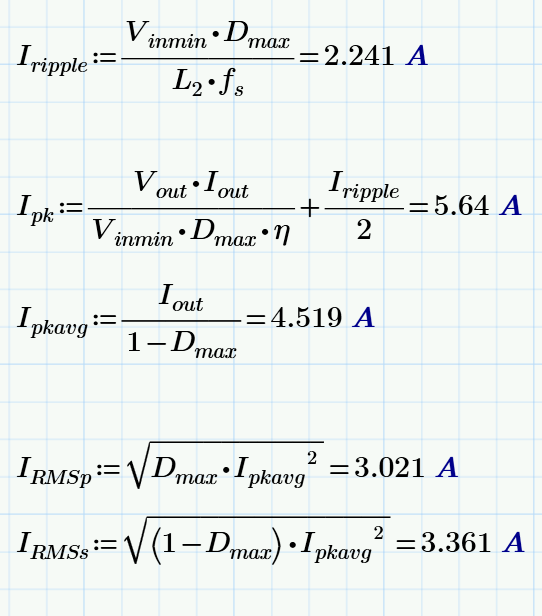 I_ripple := (V_inmin · D_max) / (L_2 · f_s) = 2.241 A
I_pk := (V_out · I_out) / (V_inmin · D_max · η) + I_ripple / 2 = 5.64 A
I_pkavg := I_out / (1 − D_max) = 4.519 A
I_RMSp := √(D_max · I_pkavg²) = 3.021 A
I_RMSs := √((1 − D_max) · I_pkavg²) = 3.361 A